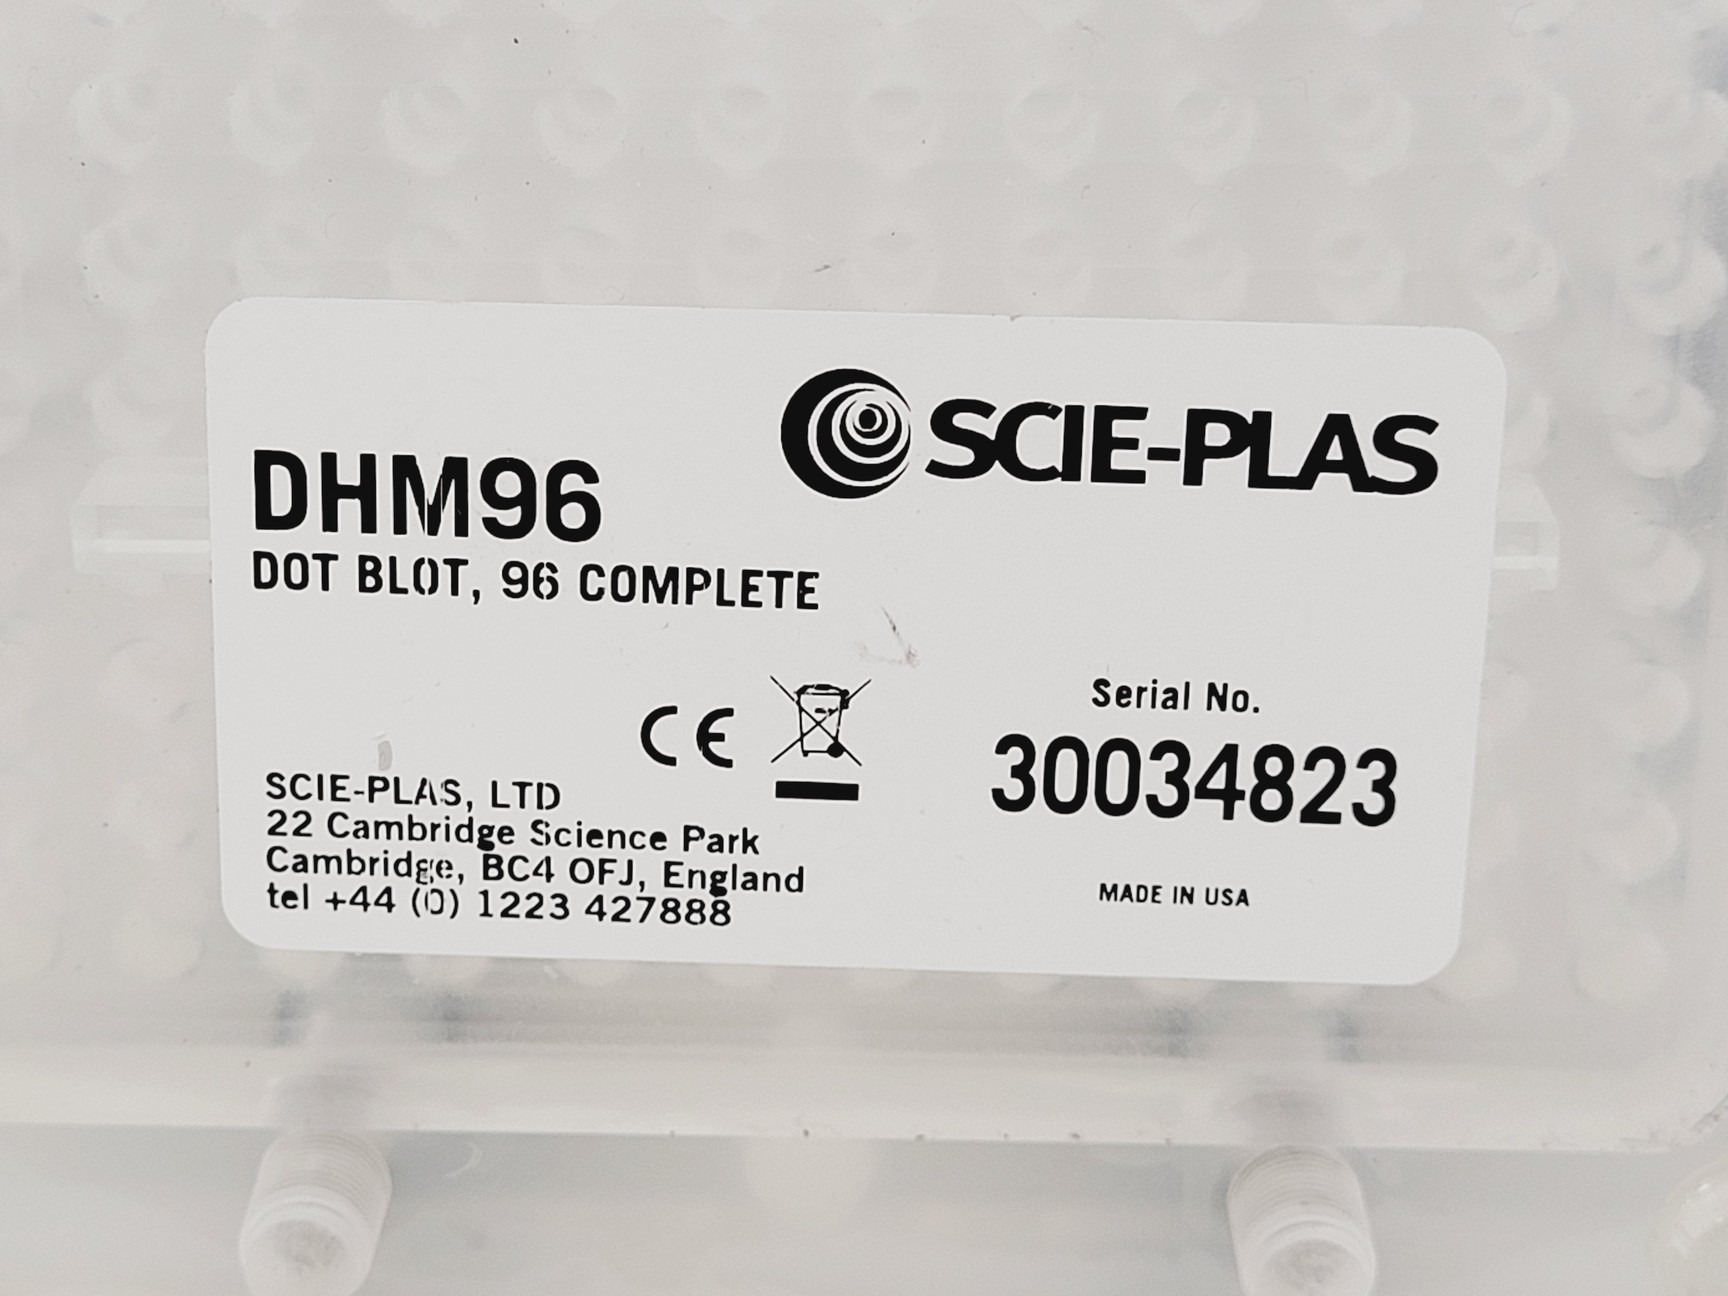 SCIE-PLAS
DHM96
DOT BLOT, 96 COMPLETE
CE
Serial No.
30034823
SCIE-PLAS, LTD
22 Cambridge Science Park
Cambridge, BC4 OFJ, England
tel +44 (0) 1223 427888
MADE IN USA